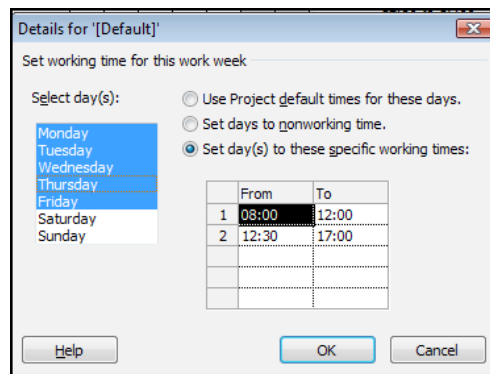 Details for '[Default]'
Set working time for this work week
Select day(s):
Use Project default times for these days.
Set days to nonworking time.
Set day(s) to these specific working times:
Monday
Tuesday
Wednesday
Thursday
Friday
Saturday
Sunday
From To
1 08:00 12:00
2 12:30 17:00
Help OK Cancel